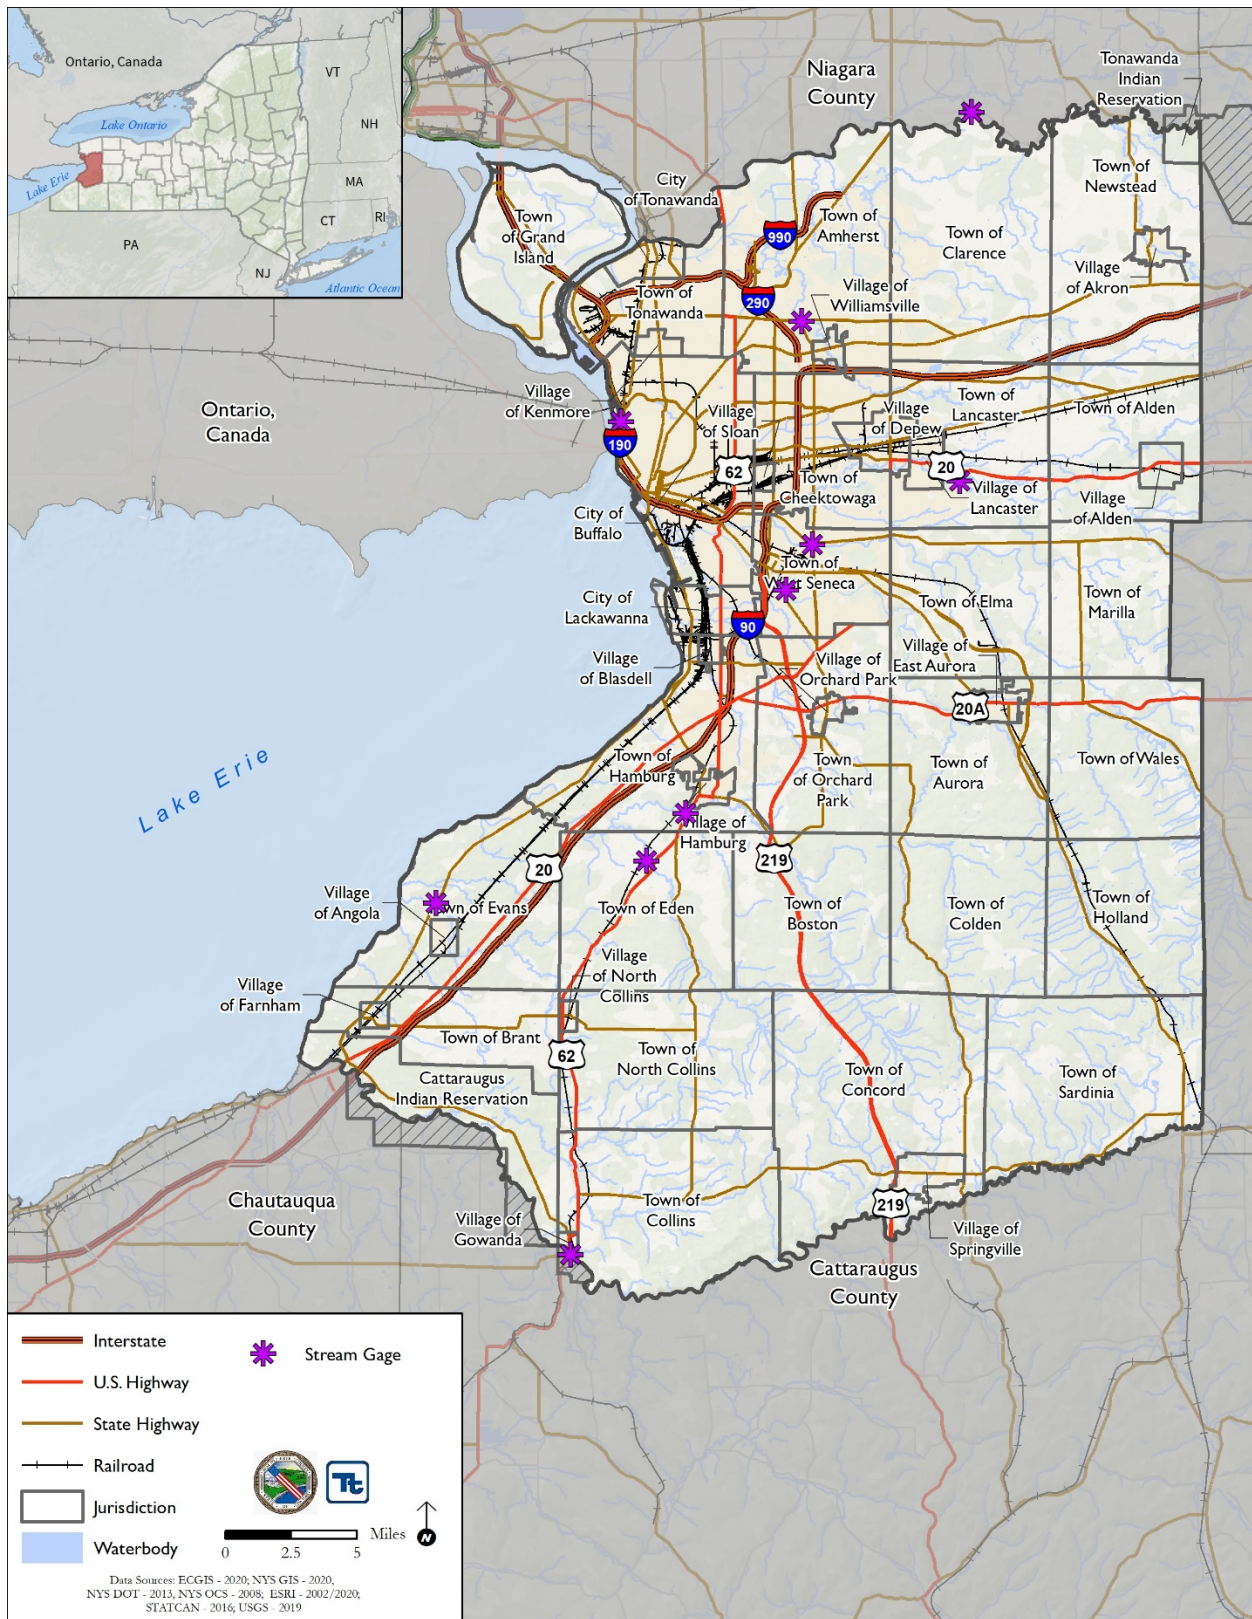 Ontario, Canada
VT
Lake Ontario
NH
Lake Erie
MA
CT
RI
PA
NJ
Atlantic Ocean
Niagara
County
Tonawanda
Indian
Reservation
City
of Tonawanda
Town
of Grand
Island
Town of
Newstead
990
Town of
Amherst
Town of
Clarence
Village
of Akron
290
Village of
Williamsville
Town of
Tonawanda
Village
of Kenmore
Ontario,
Canada
190
Village
of Sloan
Village
of Depew
Town of
Lancaster
Town of Alden
62
20
Town of
Cheektowaga
Village of
Lancaster
Village
of Alden
City of
Buffalo
Town of
West Seneca
City of
Lackawanna
90
Town of Elma
Town of
Marilla
Village
of Blasdell
Village of
Orchard Park
Village of
East Aurora
20A
Lake Erie
Town of
Hamburg
Town
of Orchard
Park
Town of
Aurora
Town of Wales
Village of
Hamburg
20
219
Village
of Angola
Town of Evans
Town of Eden
Town of
Boston
Town of
Colden
Town of
Holland
Village
of North
Collins
Village
of Farnham
Town of Brant
62
Town of
North Collins
Town of
Concord
Town of
Sardinia
Cattaraugus
Indian Reservation
Chautauqua
County
Village of
Gowanda
Town of
Collins
219
Village of
Springville
Cattaraugus
County
Interstate
Stream Gage
U.S. Highway
State Highway
Railroad
Jurisdiction
Waterbody
Tt
Miles
0 2.5 5
N
Data Sources: ECGIS - 2020; NYS GIS - 2020,
NYS DOT - 2013, NYS OCS - 2008; ESRI - 2002/2020;
STATCAN - 2016; USGS - 2019